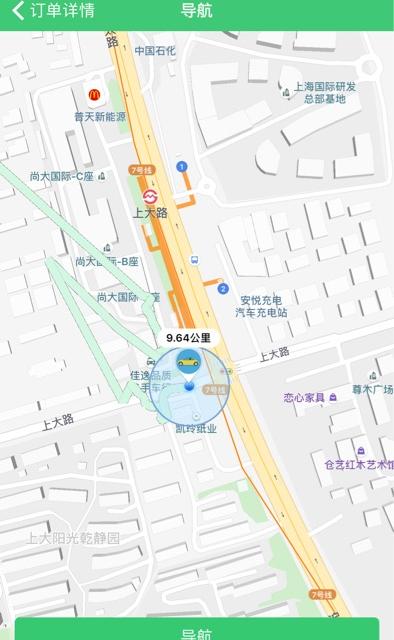 订单详情
导航
路
中国石化
上海国际研发
总部基地
普天新能源
1
7号线
尚大国际-C座
上大路
尚大国际-B座
2
尚大国际
安悦充电
汽车充电站
9.64公里
上大路
佳逸品质
7号线
尊木广场
恋心家具
上大路
凯玲纸业
仓艺红木艺术馆
上大阳光乾静园
7号线
导航